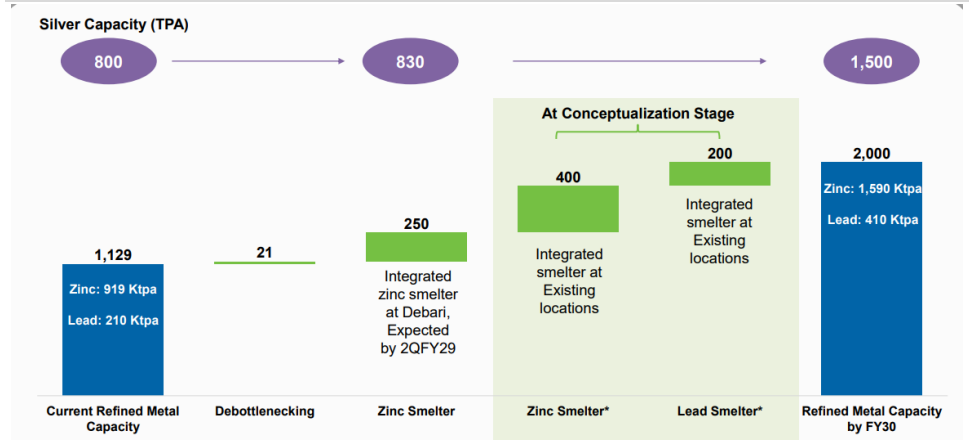 Silver Capacity (TPA)
800
830
1,500
At Conceptualization Stage
1,129
Zinc: 919 Ktpa
Lead: 210 Ktpa
21
250
Integrated
zinc smelter
at Debari,
Expected
by 2QFY29
400
Integrated
smelter at
Existing
locations
200
Integrated
smelter at
Existing
locations
2,000
Zinc: 1,590 Ktpa
Lead: 410 Ktpa
Current Refined Metal
Capacity
Debottlenecking
Zinc Smelter
Zinc Smelter*
Lead Smelter*
Refined Metal Capacity
by FY30